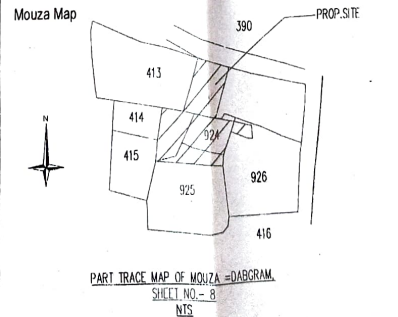 Mouza Map
PROP.SITE
390
413
414
924
415
N
925
926
416
PART TRACE MAP OF MOUZA =DABGRAM,
SHEET NO.- 8
NTS